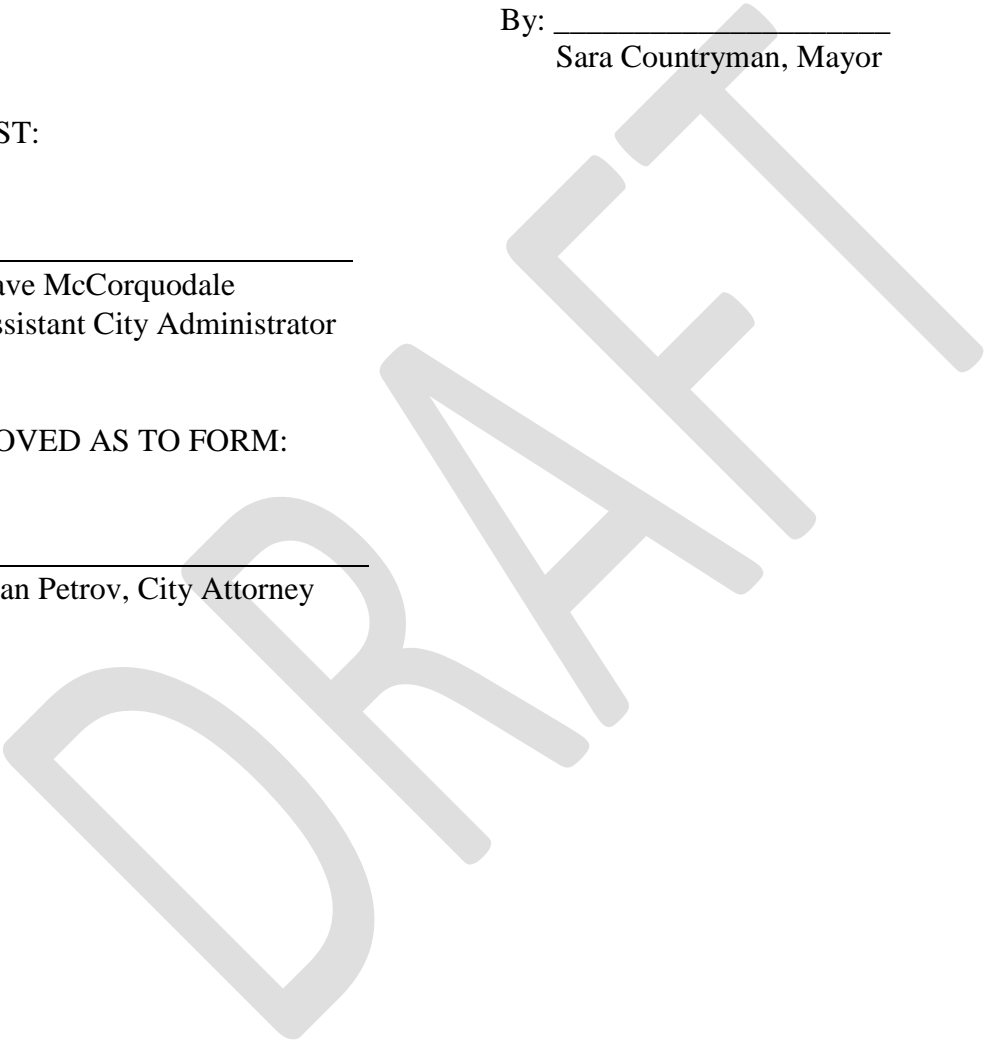 By: _____________________
Sara Countryman, Mayor
ST:
ave McCorquodale
ssistant City Administrator
OVED AS TO FORM:
an Petrov, City Attorney
DRAFT